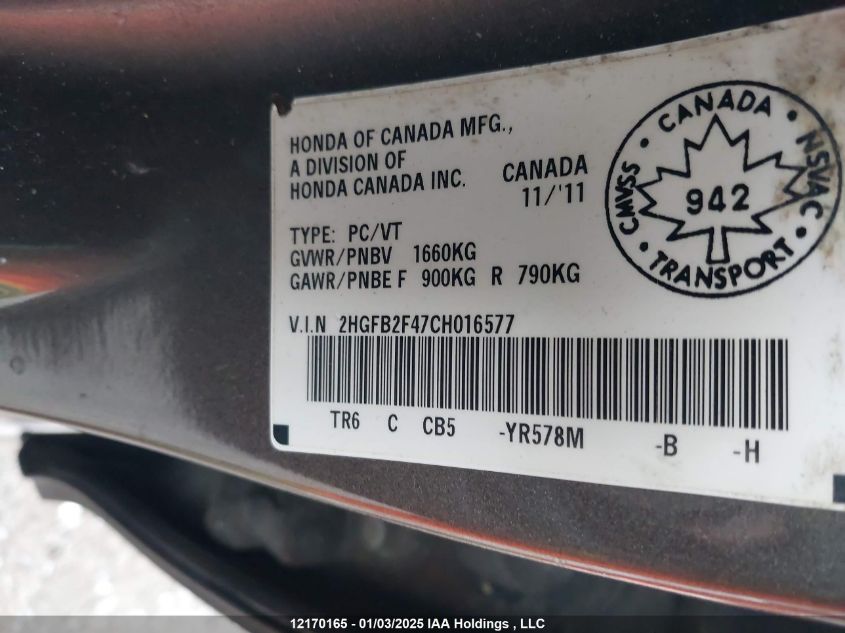 HONDA OF CANADA MFG.,
A DIVISION OF
HONDA CANADA INC.
CANADA
11/'11
TYPE: PC/VT
GVWR/PNBV 1660KG
GAWR/PNBE F 900KG R 790KG
V.I.N 2HGFB2F47CH016577
TR6 C CB5 -YR578M -B -H
CMVSS • CANADA • NSVAC • TRANSPORT •
942
12170165 - 01/03/2025 IAA Holdings , LLC